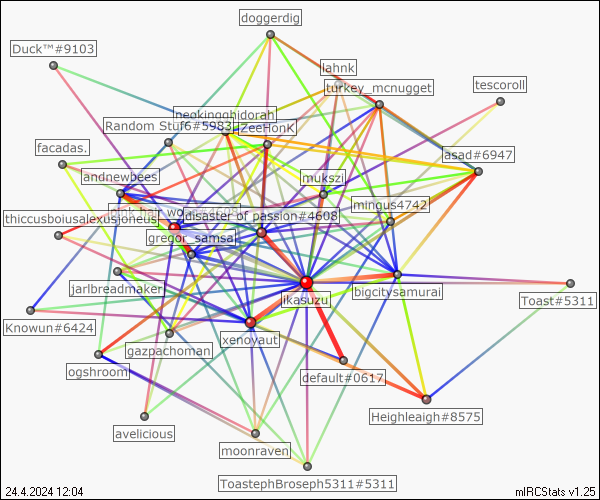 doggerdig
Duck™#9103
lahnk
turkey_mcnugget
tescoroll
neokingghidorah
Random Stuf6#5983
ZeeHonK
facadas.
asad#6947
andrewbees
mukszi
mingus4742
disaster of passion#4608
thiccusboiusalexusjoneus
gregor_samsa
jarlbreadmaker
bigcitysamurai
ikasuzu
Toast#5311
Knowun#6424
xenoyaut
gazpachoman
ogshroom
default#0617
Heighleaigh#8575
avelicious
moonraven
ToastephBroseph5311#5311
24.4.2024 12:04
mIRCStats v1.25